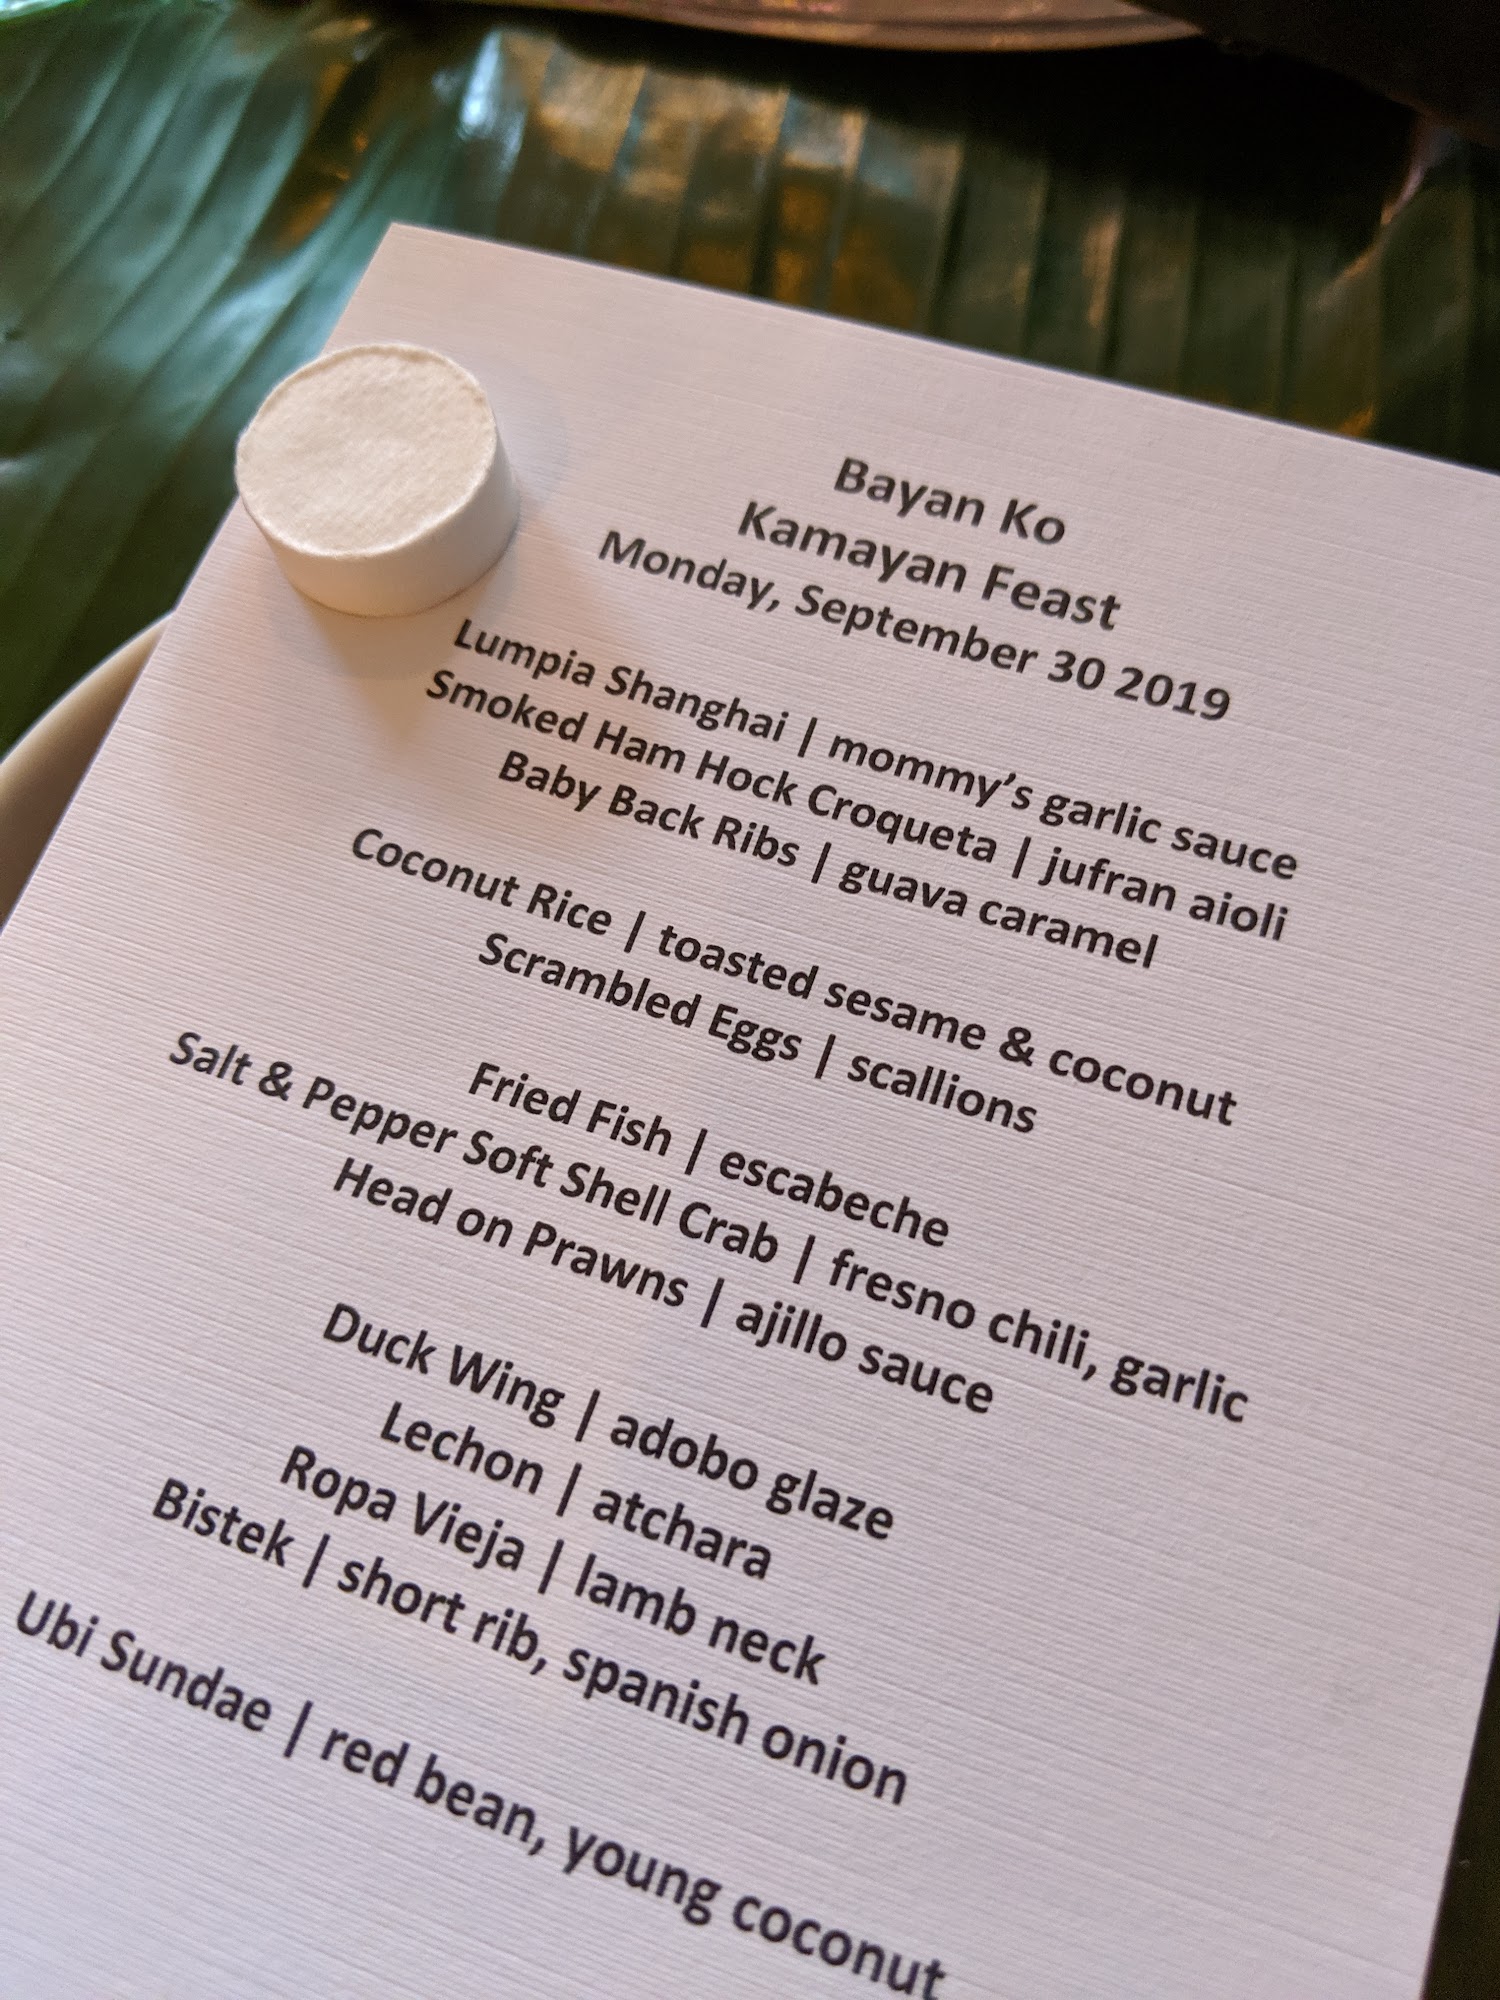 Bayan Ko
Kamayan Feast
Monday, September 30 2019
Lumpia Shanghai | mommy's garlic sauce
Smoked Ham Hock Croqueta | jufran aioli
Baby Back Ribs | guava caramel
Coconut Rice | toasted sesame & coconut
Scrambled Eggs | scallions
Fried Fish | escabeche
Salt & Pepper Soft Shell Crab | fresno chili, garlic
Head on Prawns | ajillo sauce
Duck Wing | adobo glaze
Lechon | atchara
Ropa Vieja | lamb neck
Bistek | short rib, spanish onion
Ubi Sundae | red bean, young coconut